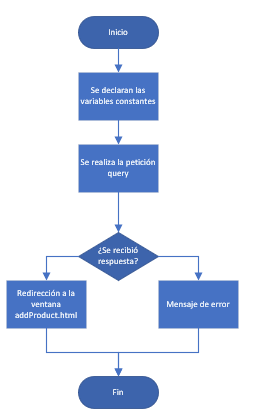 Inicio
Se declaran las
variables constantes
Se realiza la petición
query
¿Se recibió
respuesta?
Redirección a la
ventana
addProduct.html
Mensaje de error
Fin